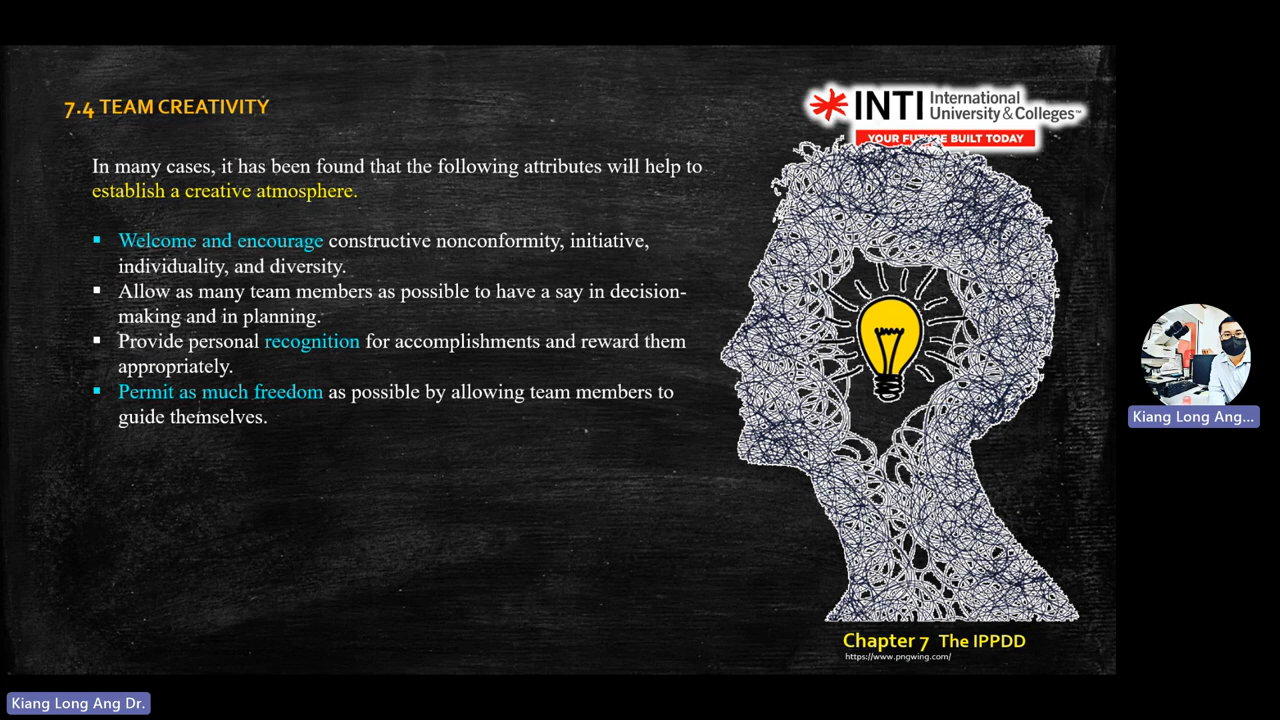 7.4 TEAM CREATIVITY
INTI International
University & Colleges™
YOUR FUTURE BUILT TODAY
In many cases, it has been found that the following attributes will help to
establish a creative atmosphere.
▪ Welcome and encourage constructive nonconformity, initiative,
individuality, and diversity.
▪ Allow as many team members as possible to have a say in decision-
making and in planning.
▪ Provide personal recognition for accomplishments and reward them
appropriately.
▪ Permit as much freedom as possible by allowing team members to
guide themselves.
Kiang Long Ang...
Chapter 7 The IPPDD
https://www.pngwing.com/
Kiang Long Ang Dr.